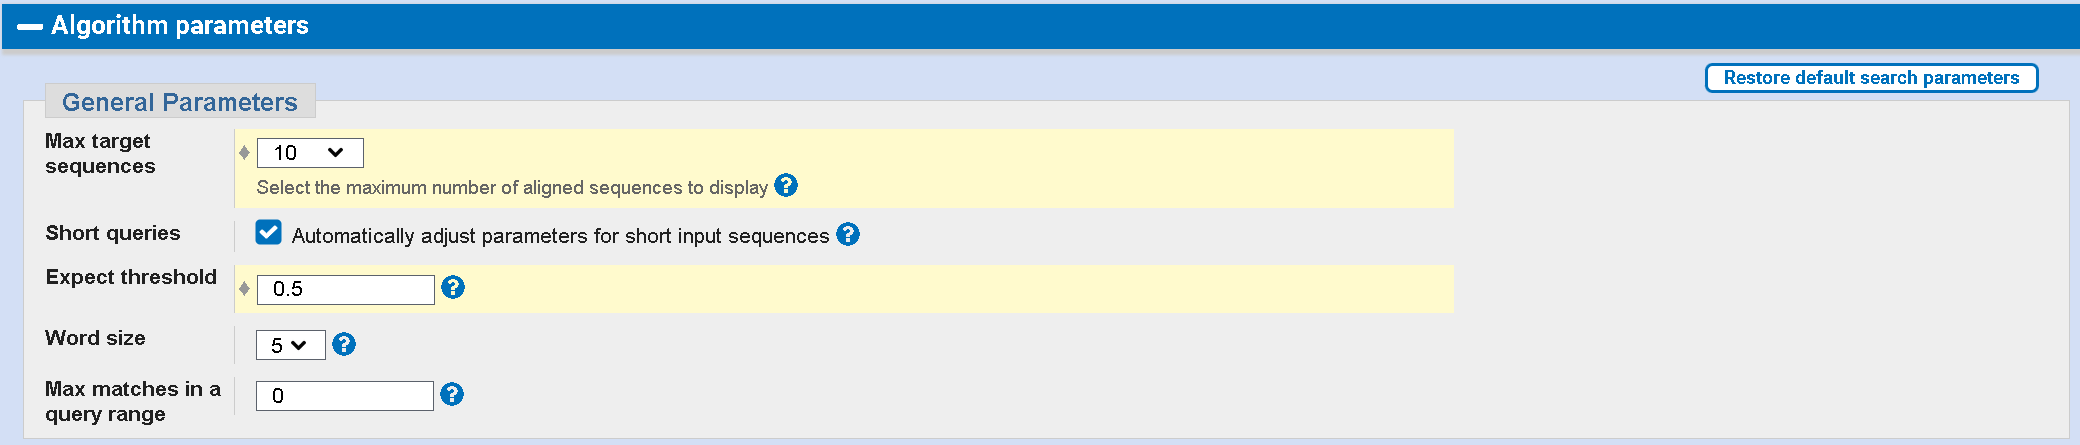 Algorithm parameters
Restore default search parameters
General Parameters
Max target
sequences
10
Select the maximum number of aligned sequences to display ?
Short queries
Automatically adjust parameters for short input sequences ?
Expect threshold
0.5 ?
Word size
5 ?
Max matches in a
query range
0 ?